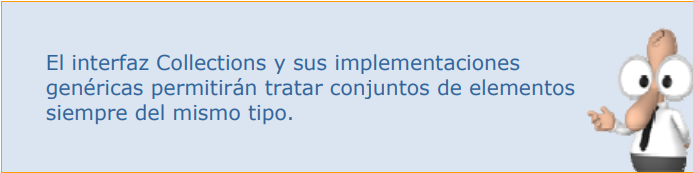 El interfaz Collections y sus implementaciones
genéricas permitirán tratar conjuntos de elementos
siempre del mismo tipo.